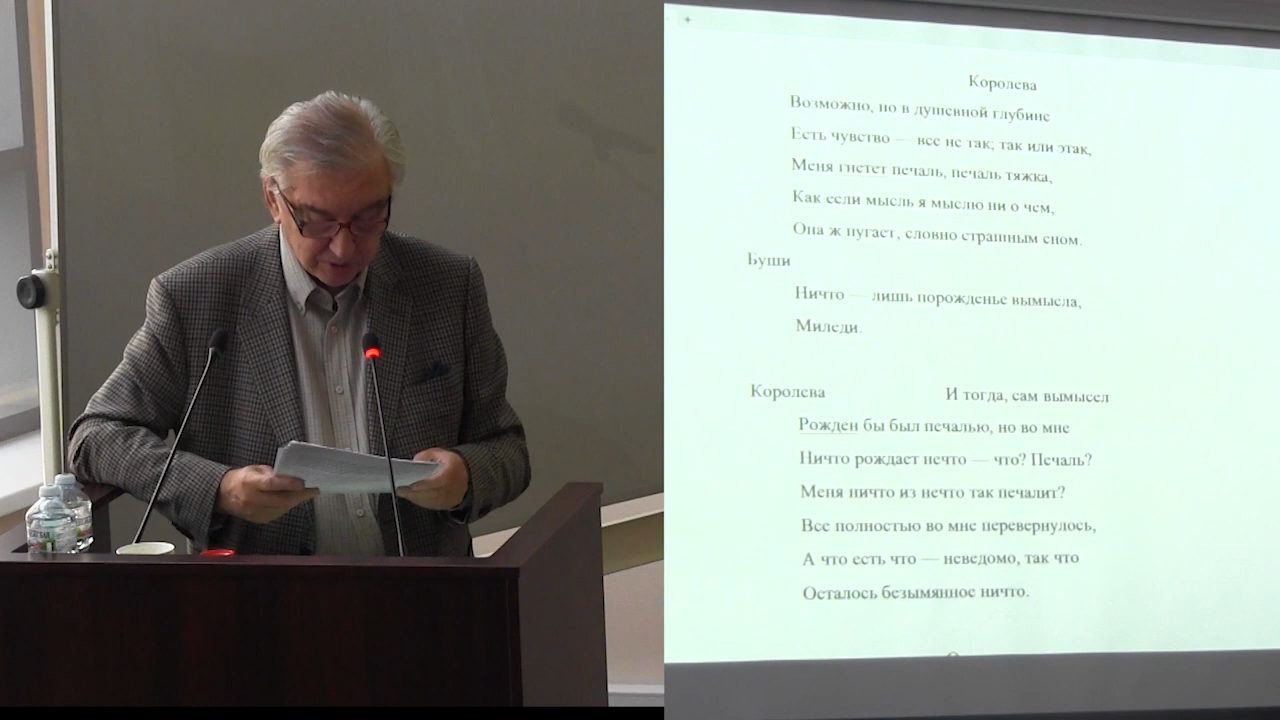 Королева
Возможно, но в душевной глубине
Есть чувство — все не так; так или этак,
Меня гнетет печаль, печаль тяжка,
Как если мысль я мыслю ни о чем,
Она ж пугает, словно страшным сном.
Буши
Ничто — лишь порожденье вымысла,
Миледи.
Королева И тогда, сам вымысел
Рожден бы был печалью, но во мне
Ничто рождает нечто — что? Печаль?
Меня ничто из нечто так печалит?
Все полностью во мне перевернулось,
А что есть что — неведомо, так что
Осталось безымянное ничто.